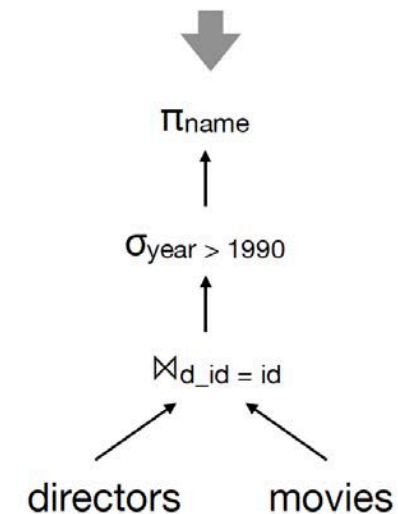 πname
σyear > 1990
⋈d_id = id
directors movies